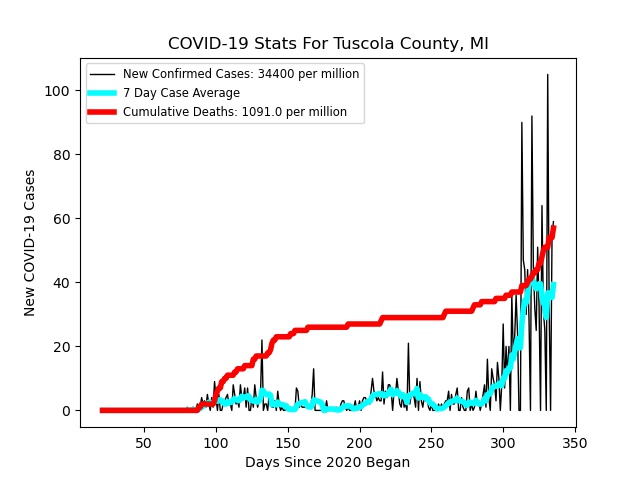 COVID-19 Stats For Tuscola County, MI
New Confirmed Cases: 34400 per million
7 Day Case Average
Cumulative Deaths: 1091.0 per million
New COVID-19 Cases
100
80
60
40
20
0
50 100 150 200 250 300 350
Days Since 2020 Began